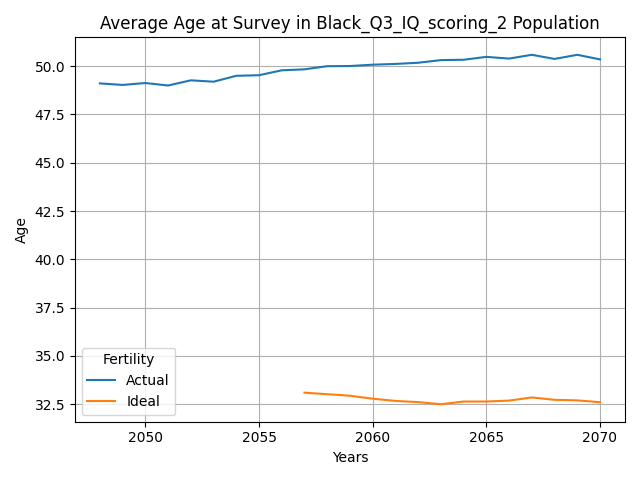 Average Age at Survey in Black_Q3_IQ_scoring_2 Population
Age
50.0
47.5
45.0
42.5
40.0
37.5
35.0
32.5
Fertility
Actual
Ideal
2050
2055
2060
2065
2070
Years